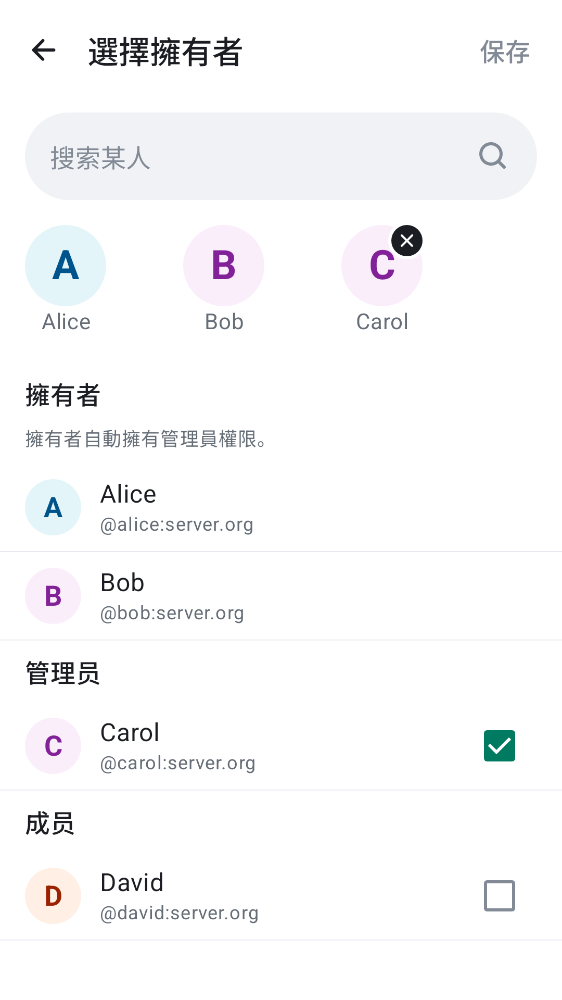 選擇擁有者
保存
搜索某人
A
B
C
Alice
Bob
Carol
擁有者
擁有者自動擁有管理員權限。
A
Alice
@alice:server.org
B
Bob
@bob:server.org
管理员
C
Carol
@carol:server.org
成员
D
David
@david:server.org